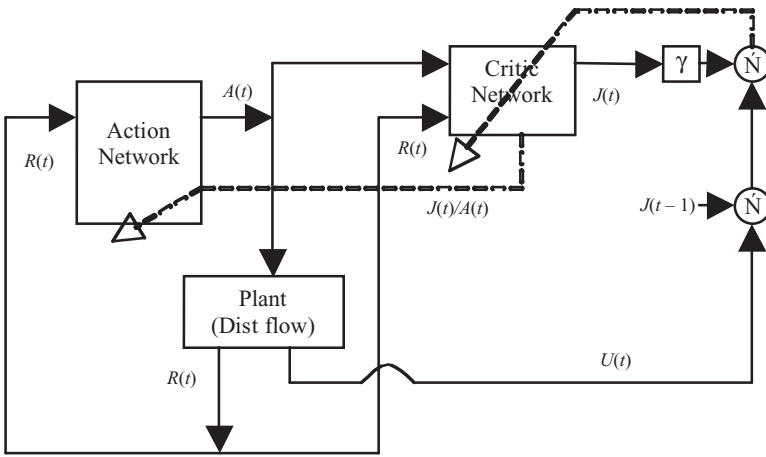 Critic
Network
γ
Ń
J(t)
A(t)
Action
Network
R(t)
R(t)
J(t)/A(t)
J(t – 1)
Ń
Plant
(Dist flow)
R(t)
U(t)